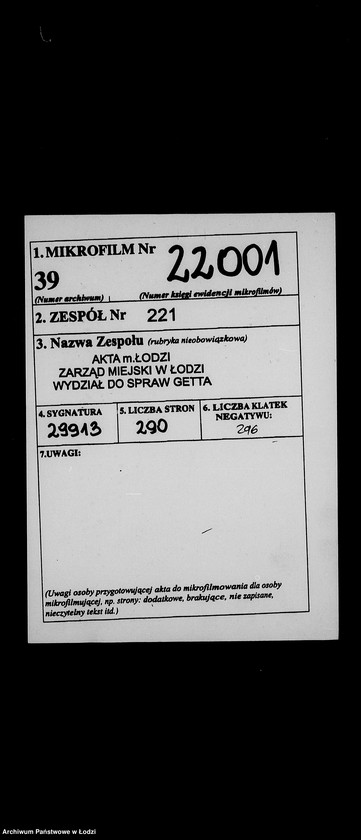 1. MIKROFILM Nr 22001
39
(Numer archiwum) (Numer księgi ewidencji mikrofilmów)
2. ZESPÓŁ Nr 221
3. Nazwa Zespołu (rubryka nieobowiązkowa)
AKTA m.ŁODZI
ZARZĄD MIEJSKI W ŁODZI
WYDZIAŁ DO SPRAW GETTA
4. SYGNATURA 5. LICZBA STRON 6. LICZBA KLATEK
NEGATYWU:
29913 290 296
7.UWAGI:
(Uwagi osoby przygotowującej akta do mikrofilmowania dla osoby
mikrofilmującej, np. strony: dodatkowe, brakujące, nie zapisane,
nieczytelny tekst itd.)
Archiwum Państwowe w Łodzi